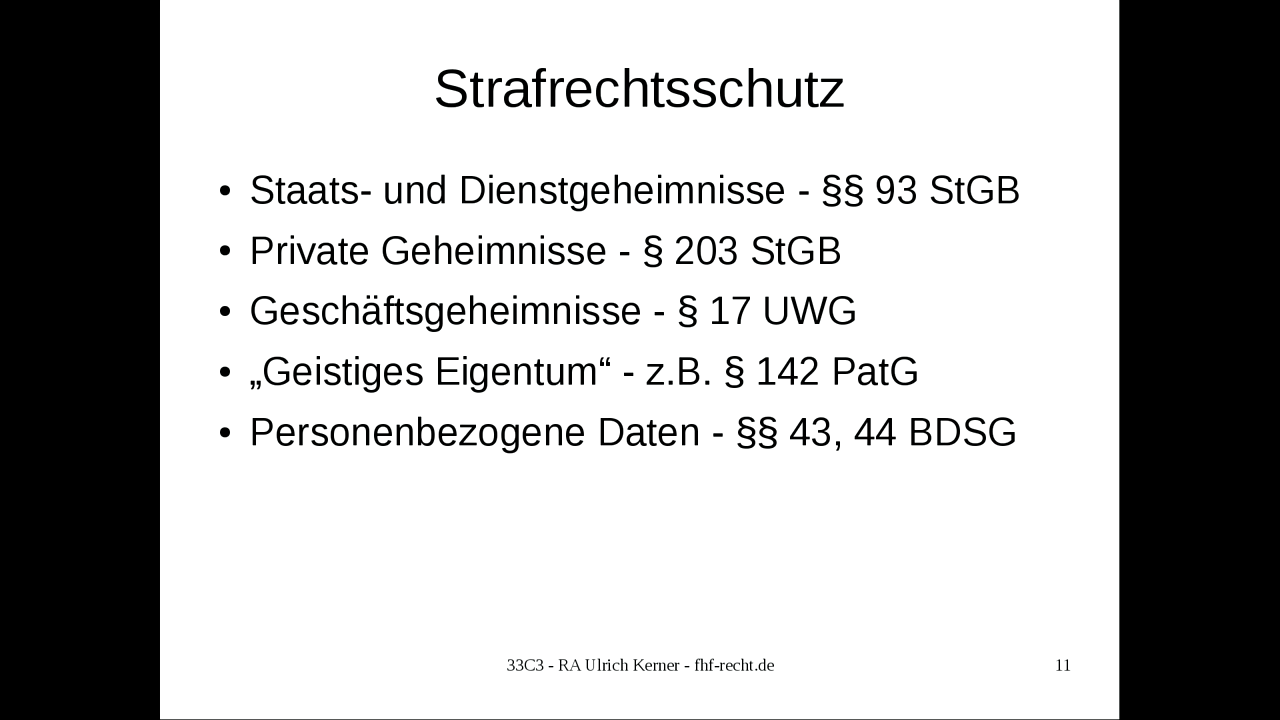 Strafrechtsschutz
• Staats- und Dienstgeheimnisse - §§ 93 StGB
• Private Geheimnisse - § 203 StGB
• Geschäftsgeheimnisse - § 17 UWG
• „Geistiges Eigentum“ - z.B. § 142 PatG
• Personenbezogene Daten - §§ 43, 44 BDSG
33C3 - RA Ulrich Kerner - fhf-recht.de
11